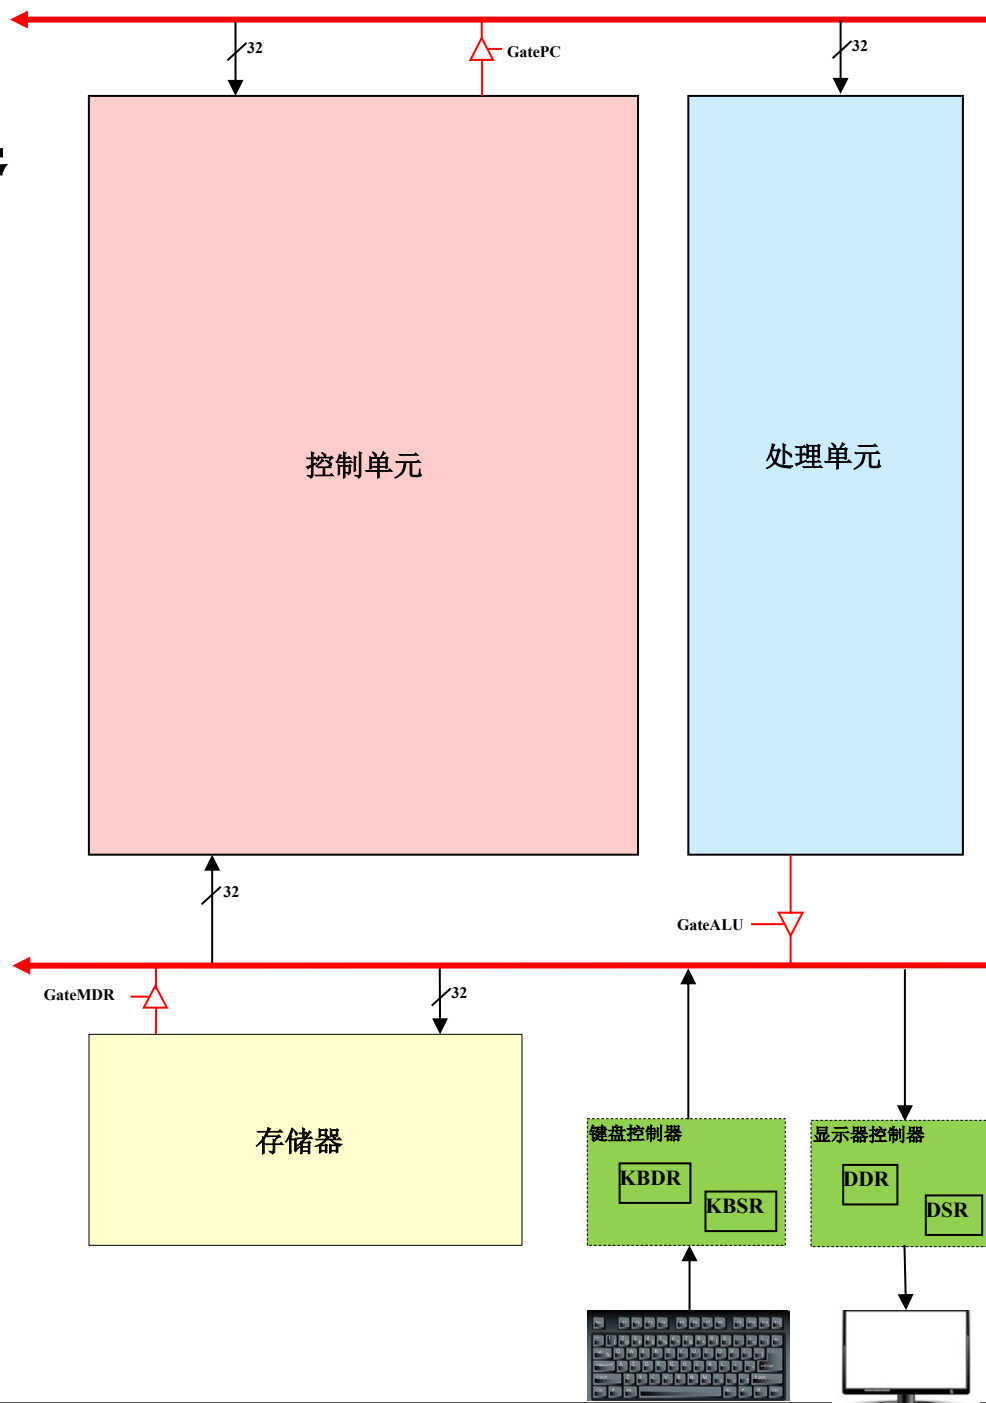 32
GatePC
32
控制单元
处理单元
32
GateALU
GateMDR
32
存储器
键盘控制器
显示器控制器
KBDR
KBSR
DDR
DSR